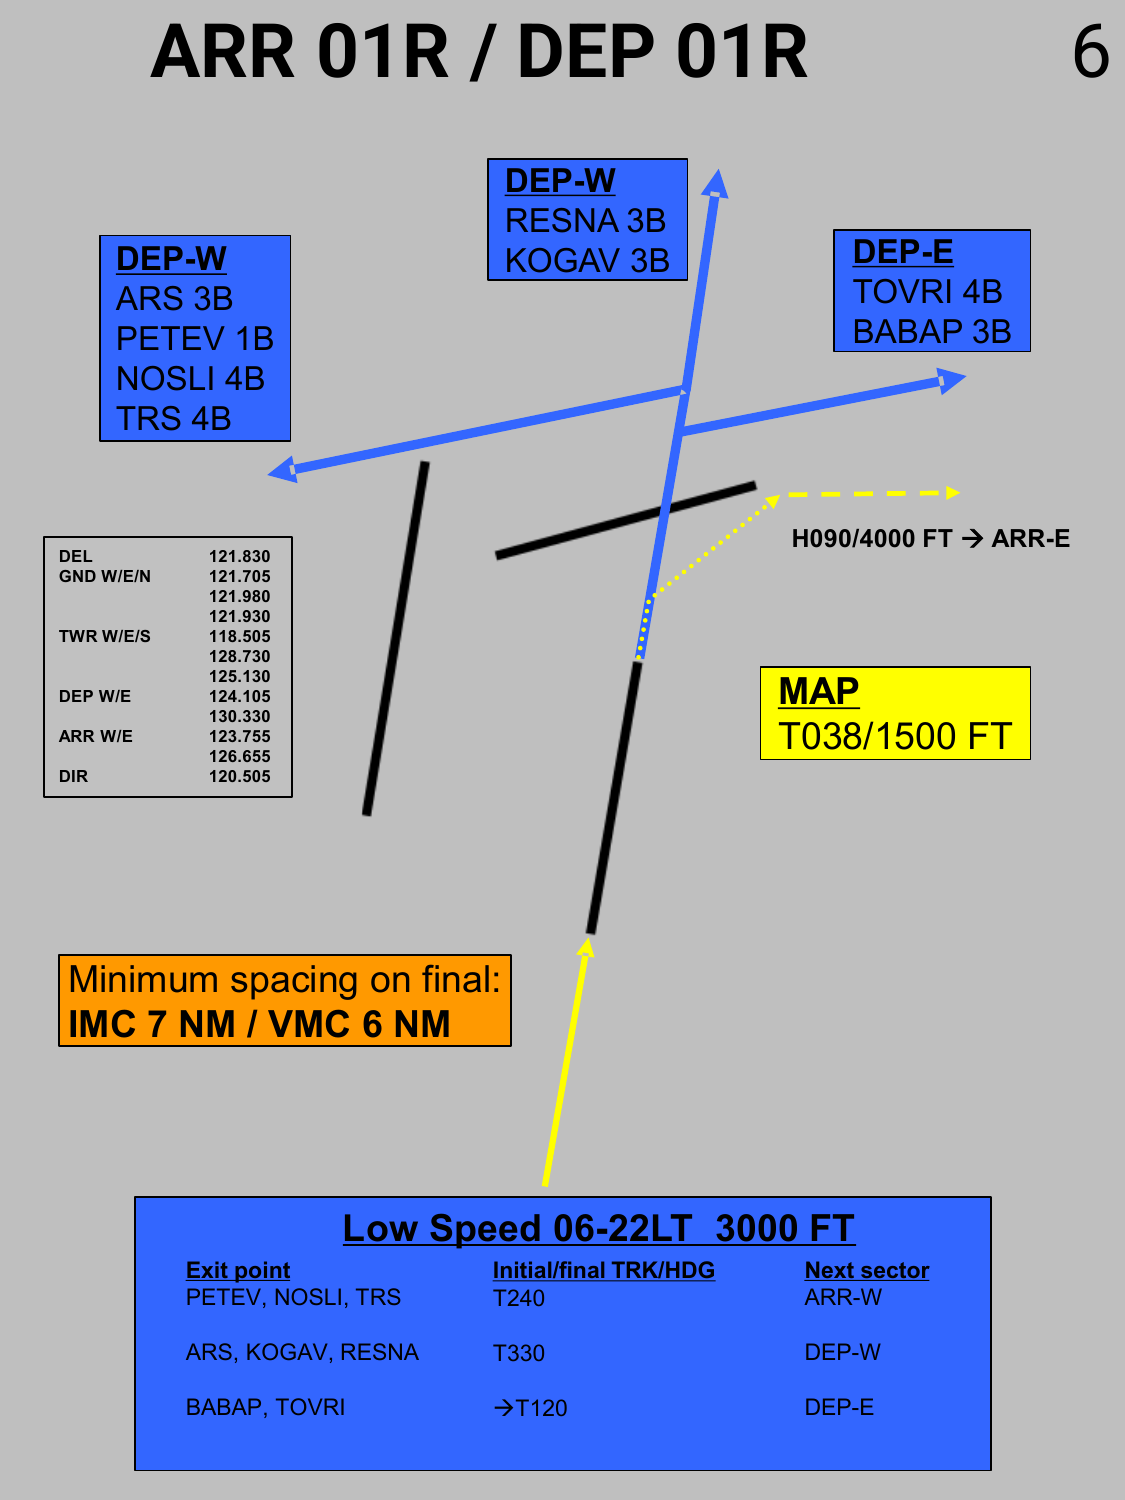 ARR 01R / DEP 01R 6
DEP-W
RESNA 3B
KOGAV 3B
DEP-W
ARS 3B
PETEV 1B
NOSLI 4B
TRS 4B
DEP-E
TOVRI 4B
BABAP 3B
H090/4000 FT → ARR-E
DEL 121.830
GND W/E/N 121.705
121.980
121.930
TWR W/E/S 118.505
128.730
125.130
DEP W/E 124.105
130.330
ARR W/E 123.755
126.655
DIR 120.505
MAP
T038/1500 FT
Minimum spacing on final:
IMC 7 NM / VMC 6 NM
Low Speed 06-22LT 3000 FT
Exit point Initial/final TRK/HDG Next sector
PETEV, NOSLI, TRS T240 ARR-W
ARS, KOGAV, RESNA T330 DEP-W
BABAP, TOVRI →T120 DEP-E